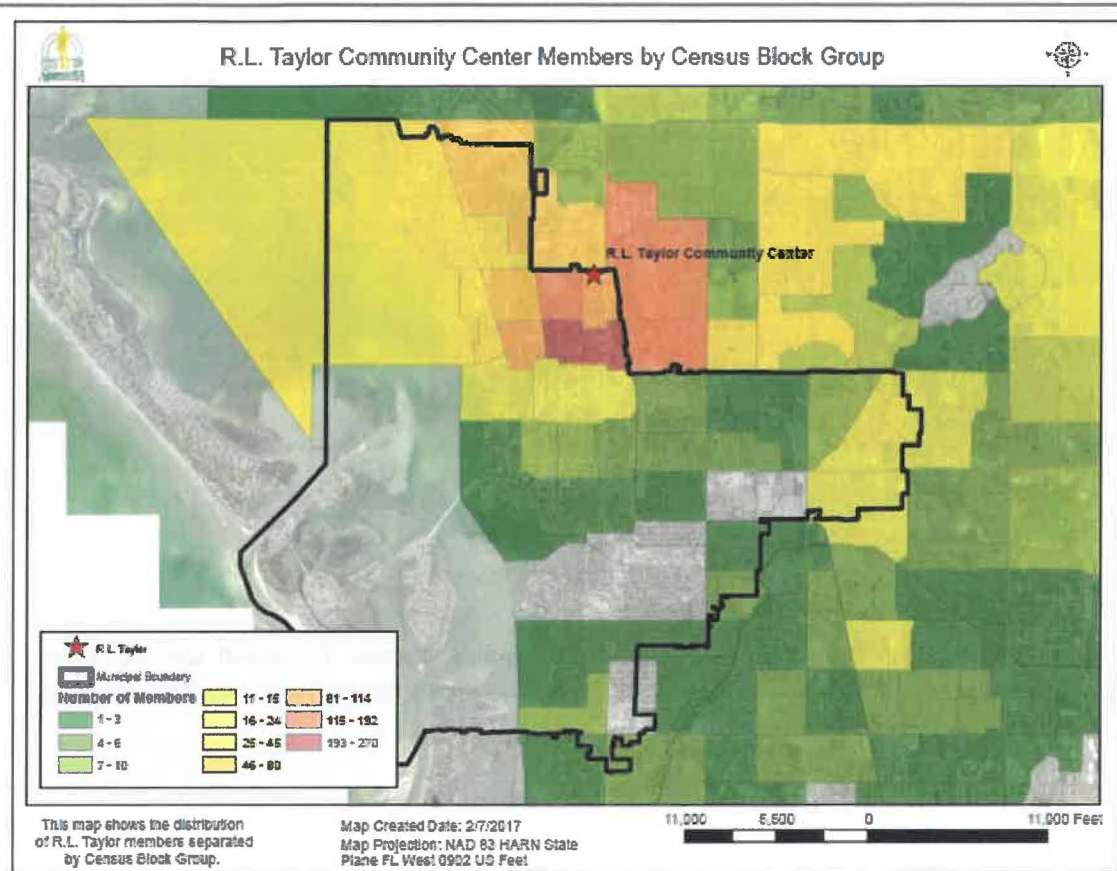 R.L. Taylor Community Center Members by Census Block Group
R.L. Taylor Community Center
R.L. Taylor
Municipal Boundary
Number of Members
1 - 3
4 - 6
7 - 10
11 - 15
16 - 24
25 - 45
46 - 80
81 - 114
115 - 192
193 - 270
This map shows the distribution
of R.L. Taylor members separated
by Census Block Group.
Map Created Date: 2/7/2017
Map Projection: NAD 83 HARN State
Plane FL West 0902 US Feet
11,000 5,500 0 11,000 Feet